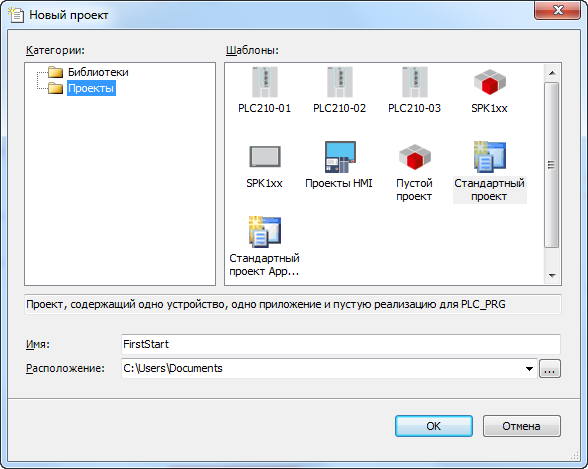 Новый проект
Категории:
Шаблоны:
Библиотеки
Проекты
PLC210-01
PLC210-02
PLC210-03
SPK1xx
SPK1xx
Проекты HMI
Пустой
проект
Стандартный
проект
Стандартный
проект App...
Проект, содержащий одно устройство, одно приложение и пустую реализацию для PLC_PRG
Имя:
FirstStart
Расположение:
C:\Users\Documents
...
OK
Отмена